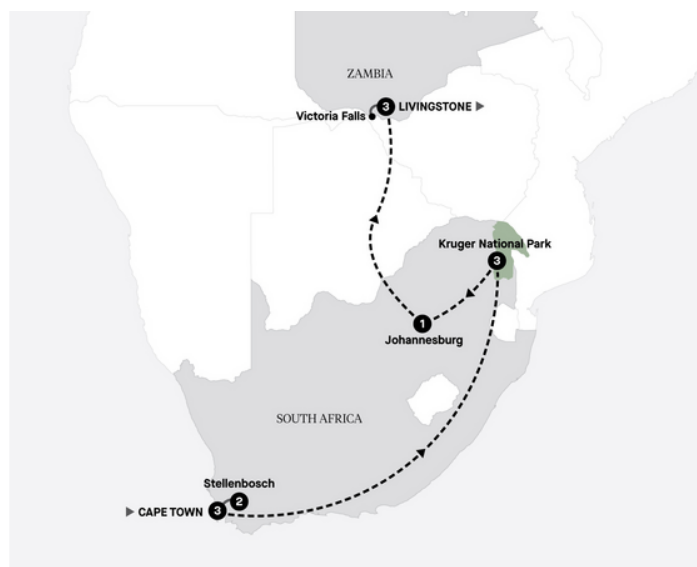 ZAMBIA
3 LIVINGSTONE ▶
Victoria Falls
Kruger National Park
3
1
Johannesburg
SOUTH AFRICA
Stellenbosch
2
▶ CAPE TOWN 3